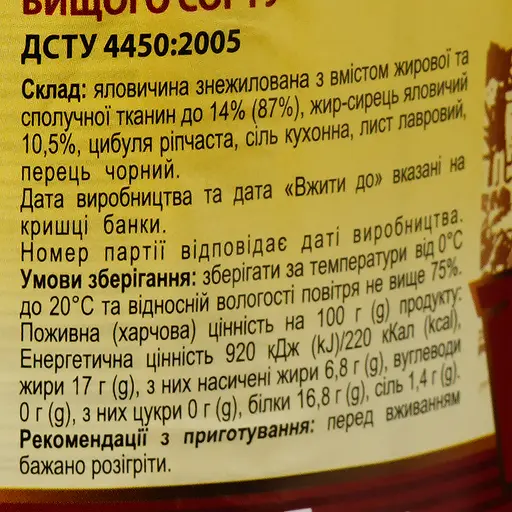 ВИЩОГО СОРТУ
ДСТУ 4450:2005
Склад: яловичина знежилована з вмістом жирової та
сполучної тканин до 14% (87%), жир-сирець яловичий
10,5%, цибуля ріпчаста, сіль кухонна, лист лавровий,
перець чорний.
Дата виробництва та дата «Вжити до» вказані на
кришці банки.
Номер партії відповідає даті виробництва.
Умови зберігання: зберігати за температури від 0°С
до 20°С та відносній вологості повітря не вище 75%.
Поживна (харчова) цінність на 100 г (g) продукту:
Енергетична цінність 920 кДж (kJ)/220 кКал (kcal),
жири 17 г (g), з них насичені жири 6,8 г (g), вуглеводи
0 г (g), з них цукри 0 г (g), білки 16,8 г (g), сіль 1,4 г (g).
Рекомендації з приготування: перед вживанням
бажано розігріти.